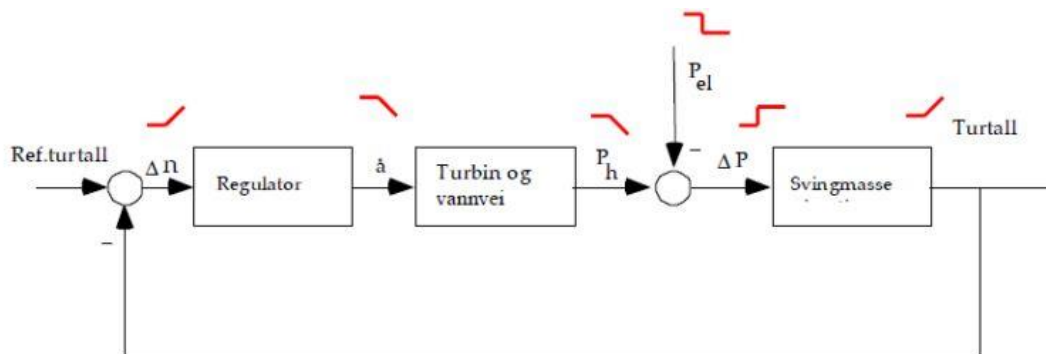 P
el
Ref.turtall
Δn
Regulator
å
Turbin og
vannvei
P
h
ΔP
Svingmasse
Turtall
−
−
−